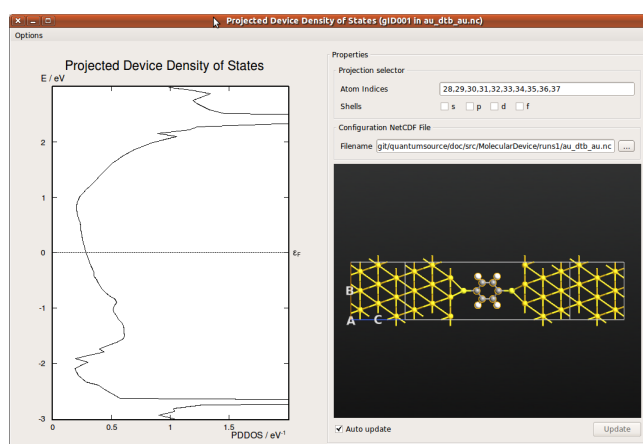 Projected Device Density of States (gID001 in au_dtb_au.nc)
Options
Projected Device Density of States
E / eV
2
1
0
-1
-2
-3
εF
0
0.5
1
1.5
PDDOS / eV⁻¹
Properties
Projection selector
Atom Indices 28,29,30,31,32,33,34,35,36,37
Shells s p d f
Configuration NetCDF File
Filename git/quantumsource/doc/src/MolecularDevice/runs1/au_dtb_au.nc ...
B
A C
Auto update Update